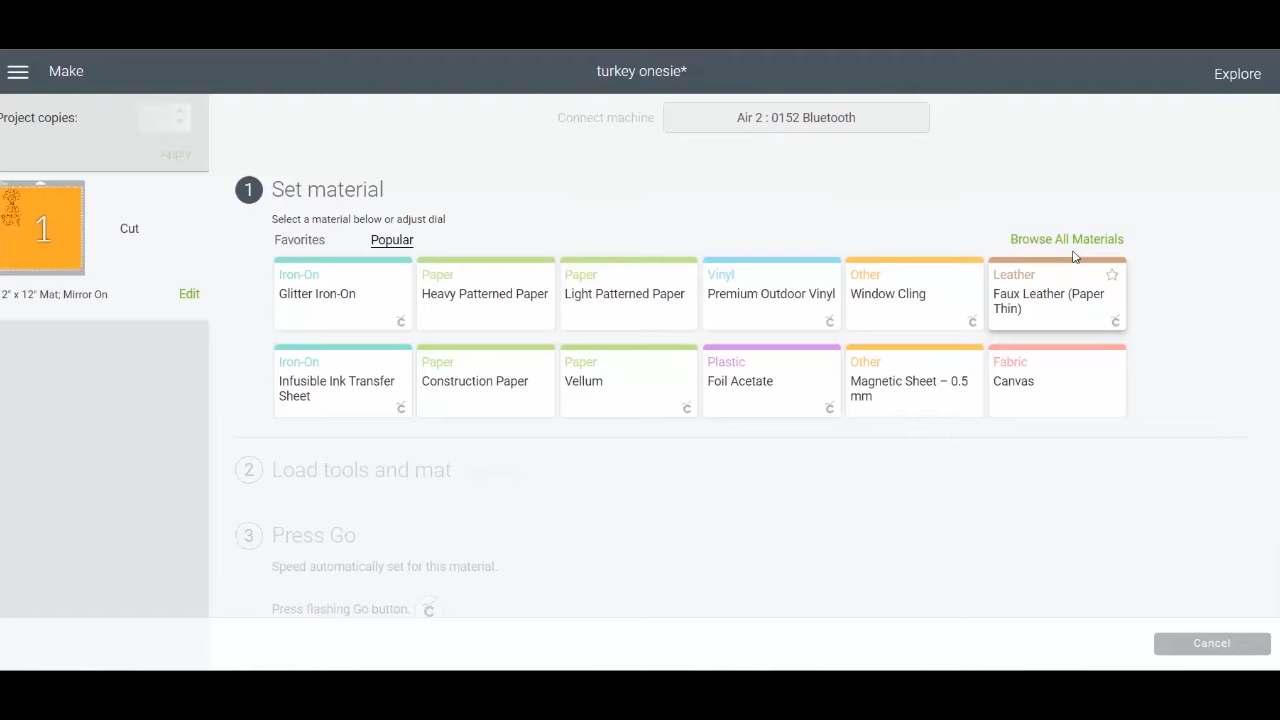 Make
turkey onesie*
Explore
Project copies:
Apply
Connect machine
Air 2 : 0152 Bluetooth
1
Cut
2" x 12" Mat; Mirror On
Edit
1 Set material
Select a material below or adjust dial
Favorites
Popular
Browse All Materials
Iron-On
Glitter Iron-On
Paper
Heavy Patterned Paper
Paper
Light Patterned Paper
Vinyl
Premium Outdoor Vinyl
Other
Window Cling
Leather
Faux Leather (Paper
Thin)
Iron-On
Infusible Ink Transfer
Sheet
Paper
Construction Paper
Paper
Vellum
Plastic
Foil Acetate
Other
Magnetic Sheet – 0.5
mm
Fabric
Canvas
2 Load tools and mat
3 Press Go
Speed automatically set for this material.
Press flashing Go button.
Cancel